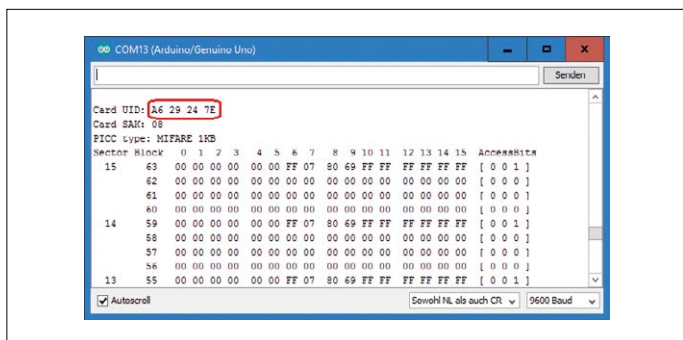 COM13 (Arduino/Genuino Uno)
Senden
Card UID: A6 29 24 7E
Card SAK: 08
PICC type: MIFARE 1KB
Sector Block 0 1 2 3 4 5 6 7 8 9 10 11 12 13 14 15 AccessBits
15 63 00 00 00 00 00 00 FF 07 80 69 FF FF FF FF FF FF [ 0 0 1 ]
62 00 00 00 00 00 00 00 00 00 00 00 00 00 00 00 00 [ 0 0 0 ]
61 00 00 00 00 00 00 00 00 00 00 00 00 00 00 00 00 [ 0 0 0 ]
60 00 00 00 00 00 00 00 00 00 00 00 00 00 00 00 00 [ 0 0 0 ]
14 59 00 00 00 00 00 00 FF 07 80 69 FF FF FF FF FF FF [ 0 0 1 ]
58 00 00 00 00 00 00 00 00 00 00 00 00 00 00 00 00 [ 0 0 0 ]
57 00 00 00 00 00 00 00 00 00 00 00 00 00 00 00 00 [ 0 0 0 ]
56 00 00 00 00 00 00 00 00 00 00 00 00 00 00 00 00 [ 0 0 0 ]
13 55 00 00 00 00 00 00 FF 07 80 69 FF FF FF FF FF FF [ 0 0 1 ]
Autoscroll Sowohl NL als auch CR 9600 Baud